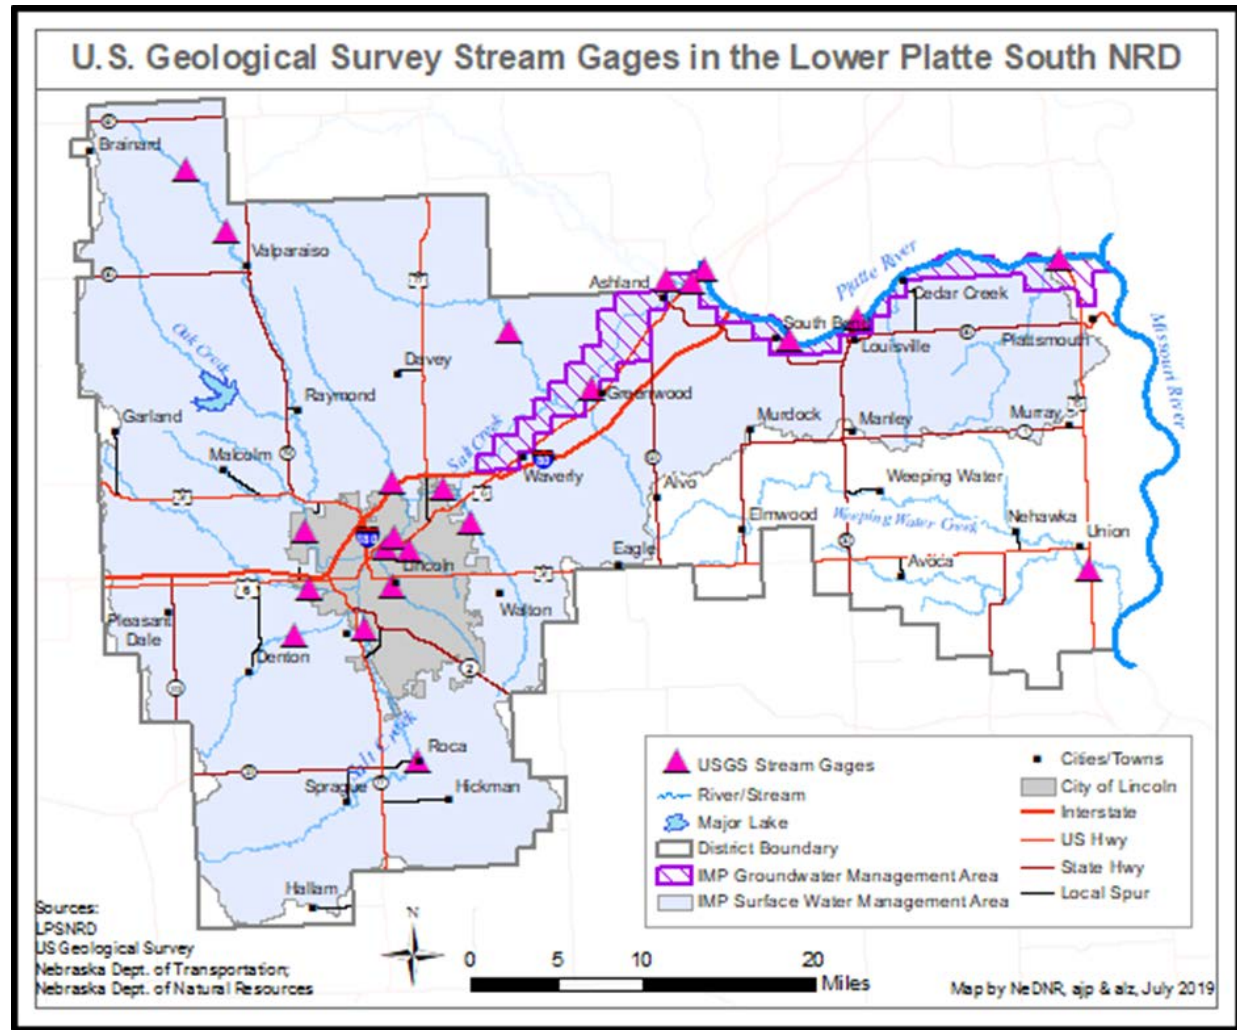 U.S. Geological Survey Stream Gages in the Lower Platte South NRD
Brainard
Valparaiso
Ashland
Platte River
Cedar Creek
South Bend
Louisville
Plattsmouth
Missouri River
Oak Creek
Davey
Raymond
Greenwood
Garland
Salt Creek
Murdock
Manley
Murray
Malcolm
Waverly
Alvo
Weeping Water
Elmwood
Weeping Water Creek
Nehawka
Union
Eagle
Avoca
Lincoln
6
Walton
Pleasant
Dale
Denton
2
Salt Creek
Roca
Sprague
Hickman
Hallam
USGS Stream Gages
River/Stream
Major Lake
District Boundary
IMP Groundwater Management Area
IMP Surface Water Management Area
Cities/Towns
City of Lincoln
Interstate
US Hwy
State Hwy
Local Spur
Sources:
LPSNRD
US Geological Survey
Nebraska Dept. of Transportation;
Nebraska Dept. of Natural Resources
N
0 5 10 20
Miles
Map by NeDNR, ajp & alz, July 2019